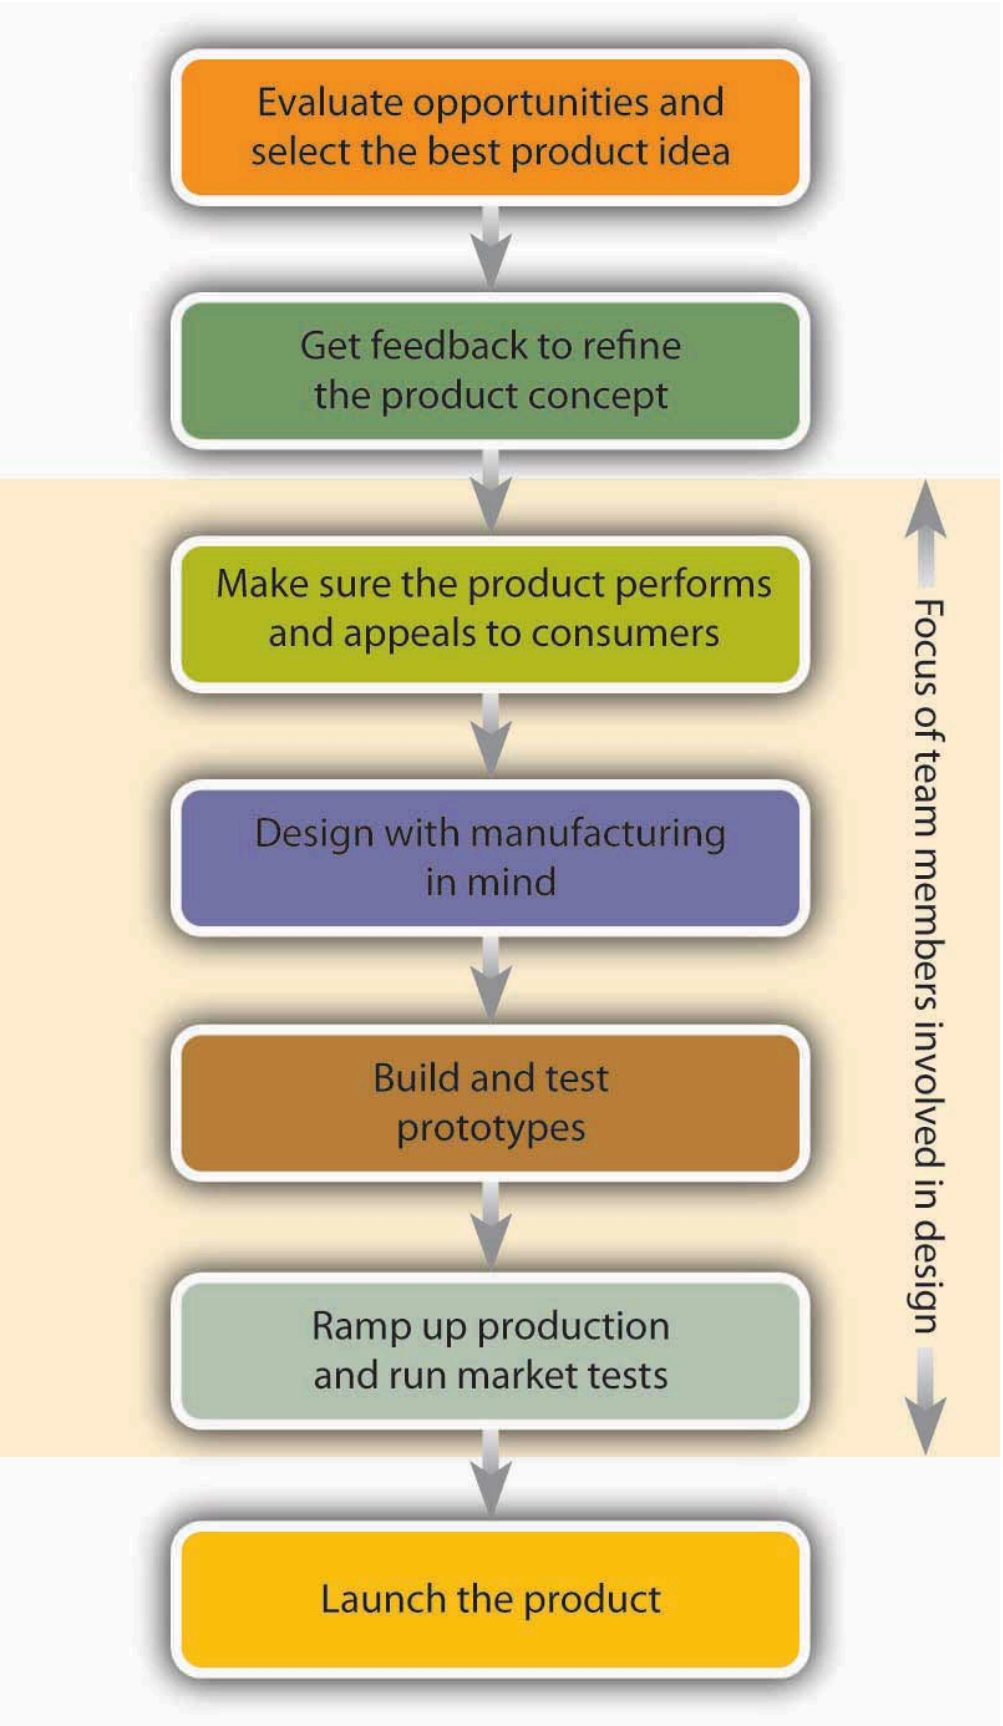 Evaluate opportunities and
select the best product idea
Get feedback to refine
the product concept
Make sure the product performs
and appeals to consumers
Design with manufacturing
in mind
Build and test
prototypes
Ramp up production
and run market tests
Launch the product
Focus of team members involved in design